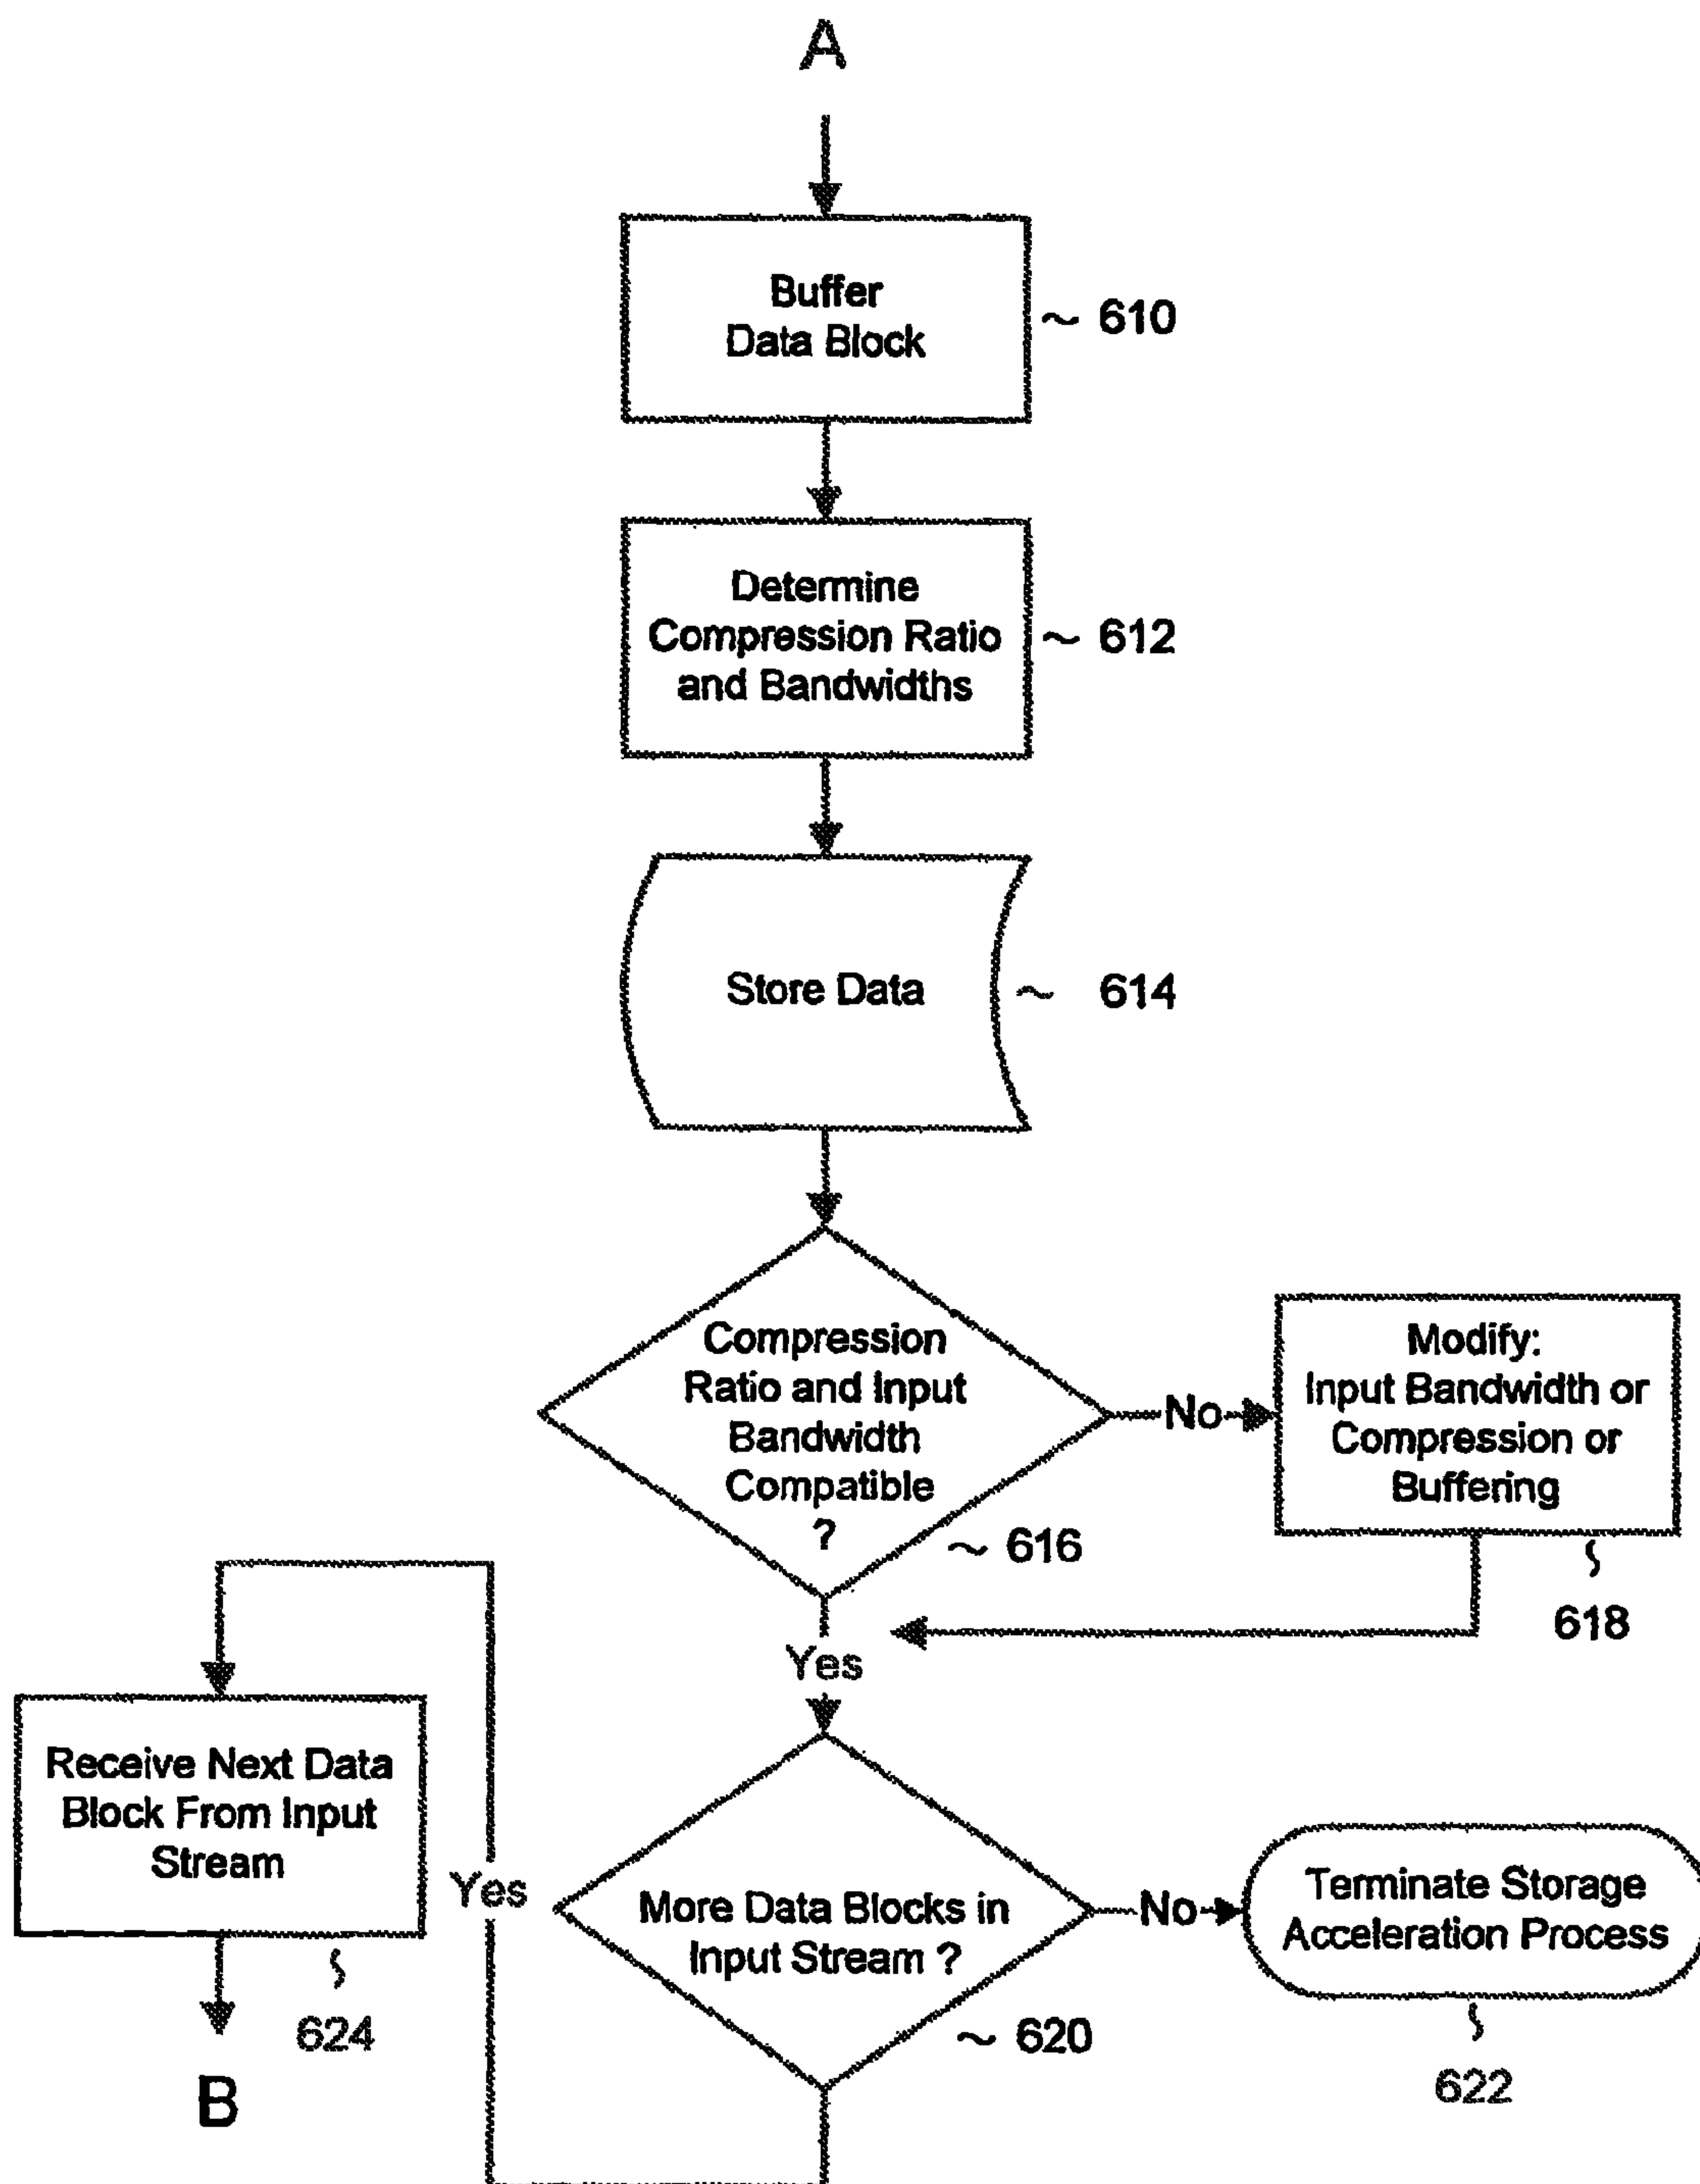 A
Buffer
Data Block
~ 610
Determine
Compression Ratio
and Bandwidths
~ 612
Store Data
~ 614
Compression
Ratio and Input
Bandwidth
Compatible
?
~ 616
No
Modify:
Input Bandwidth or
Compression or
Buffering
618
Yes
Receive Next Data
Block From Input
Stream
624
B
Yes
More Data Blocks in
Input Stream ?
~ 620
No
Terminate Storage
Acceleration Process
622